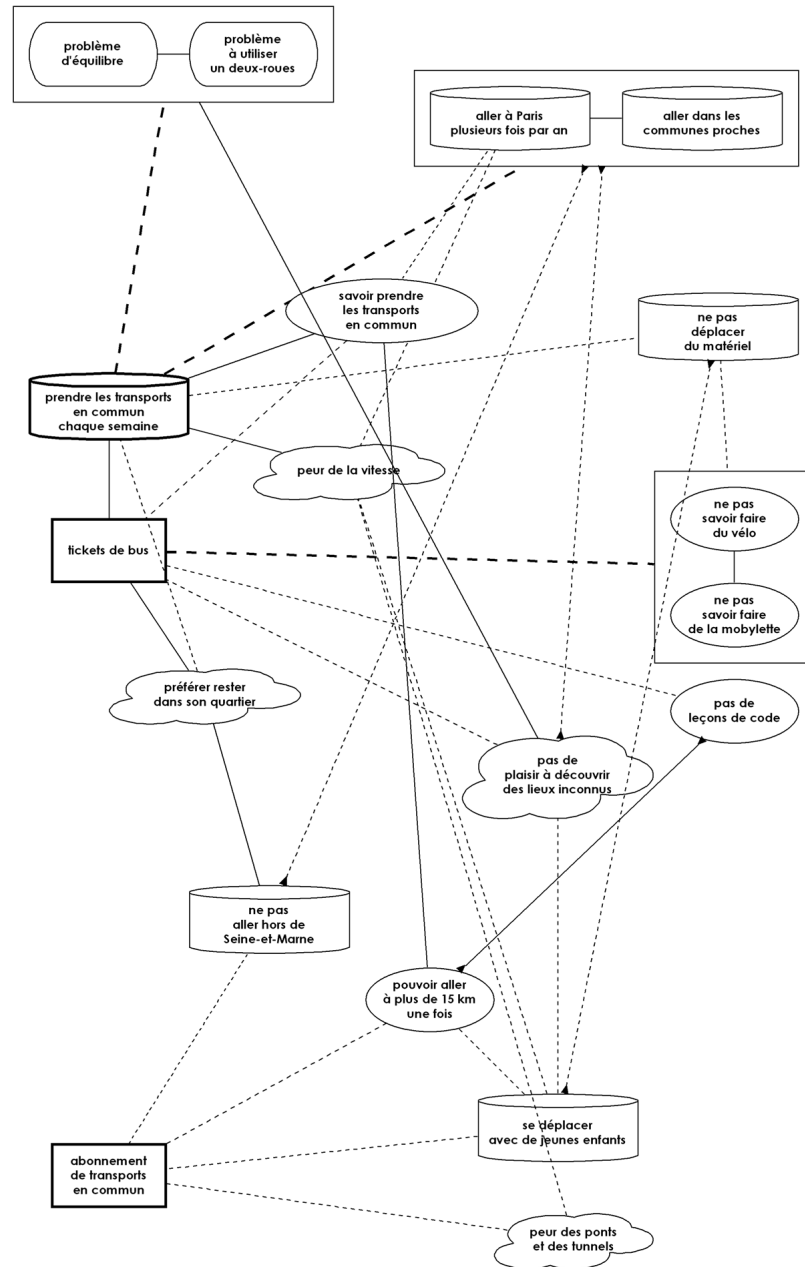 problème
d'équilibre
problème
à utiliser
un deux-roues
aller à Paris
plusieurs fois par an
aller dans les
communes proches
savoir prendre
les transports
en commun
ne pas
déplacer
du matériel
prendre les transports
en commun
chaque semaine
peur de la vitesse
ne pas
savoir faire
du vélo
tickets de bus
ne pas
savoir faire
de la mobylette
préférer rester
dans son quartier
pas de
leçons de code
pas de
plaisir à découvrir
des lieux inconnus
ne pas
aller hors de
Seine-et-Marne
pouvoir aller
à plus de 15 km
une fois
se déplacer
avec de jeunes enfants
abonnement
de transports
en commun
peur des ponts
et des tunnels